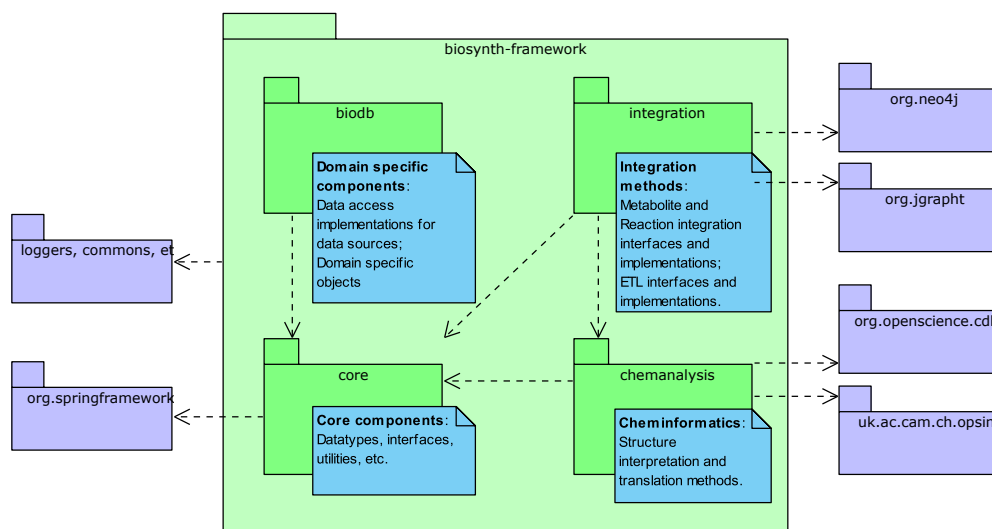 biosynth-framework
biodb
Domain specific
components:
Data access
implementations for
data sources;
Domain specific
objects
integration
Integration
methods:
Metabolite and
Reaction integration
interfaces and
implementations;
ETL interfaces and
implementations.
org.neo4j
org.jgrapht
loggers, commons, et
org.springframework
core
Core components:
Datatypes, interfaces,
utilities, etc.
chemanalysis
Cheminformatics:
Structure
interpretation and
translation methods.
org.openscience.cdk
uk.ac.cam.ch.opsin